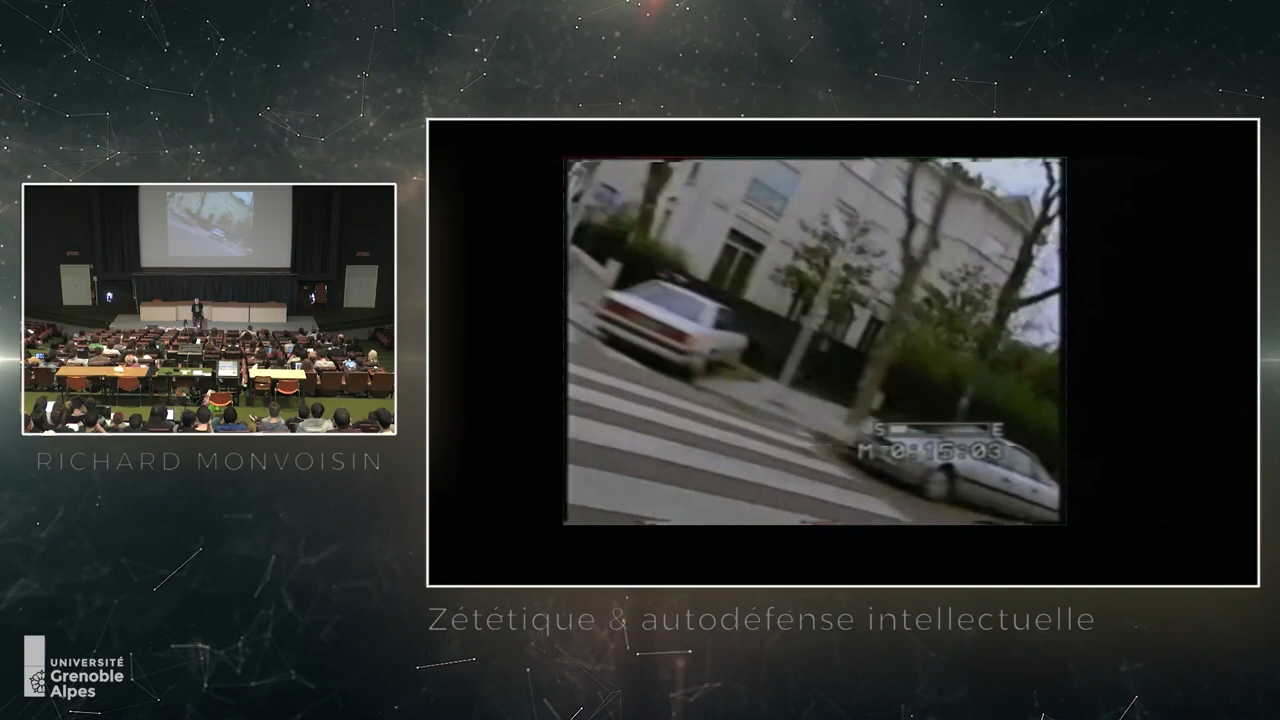 RICHARD MONVOISIN
S E
M 0:15:03
Zététique & autodéfense intellectuelle
UNIVERSITÉ
Grenoble
Alpes